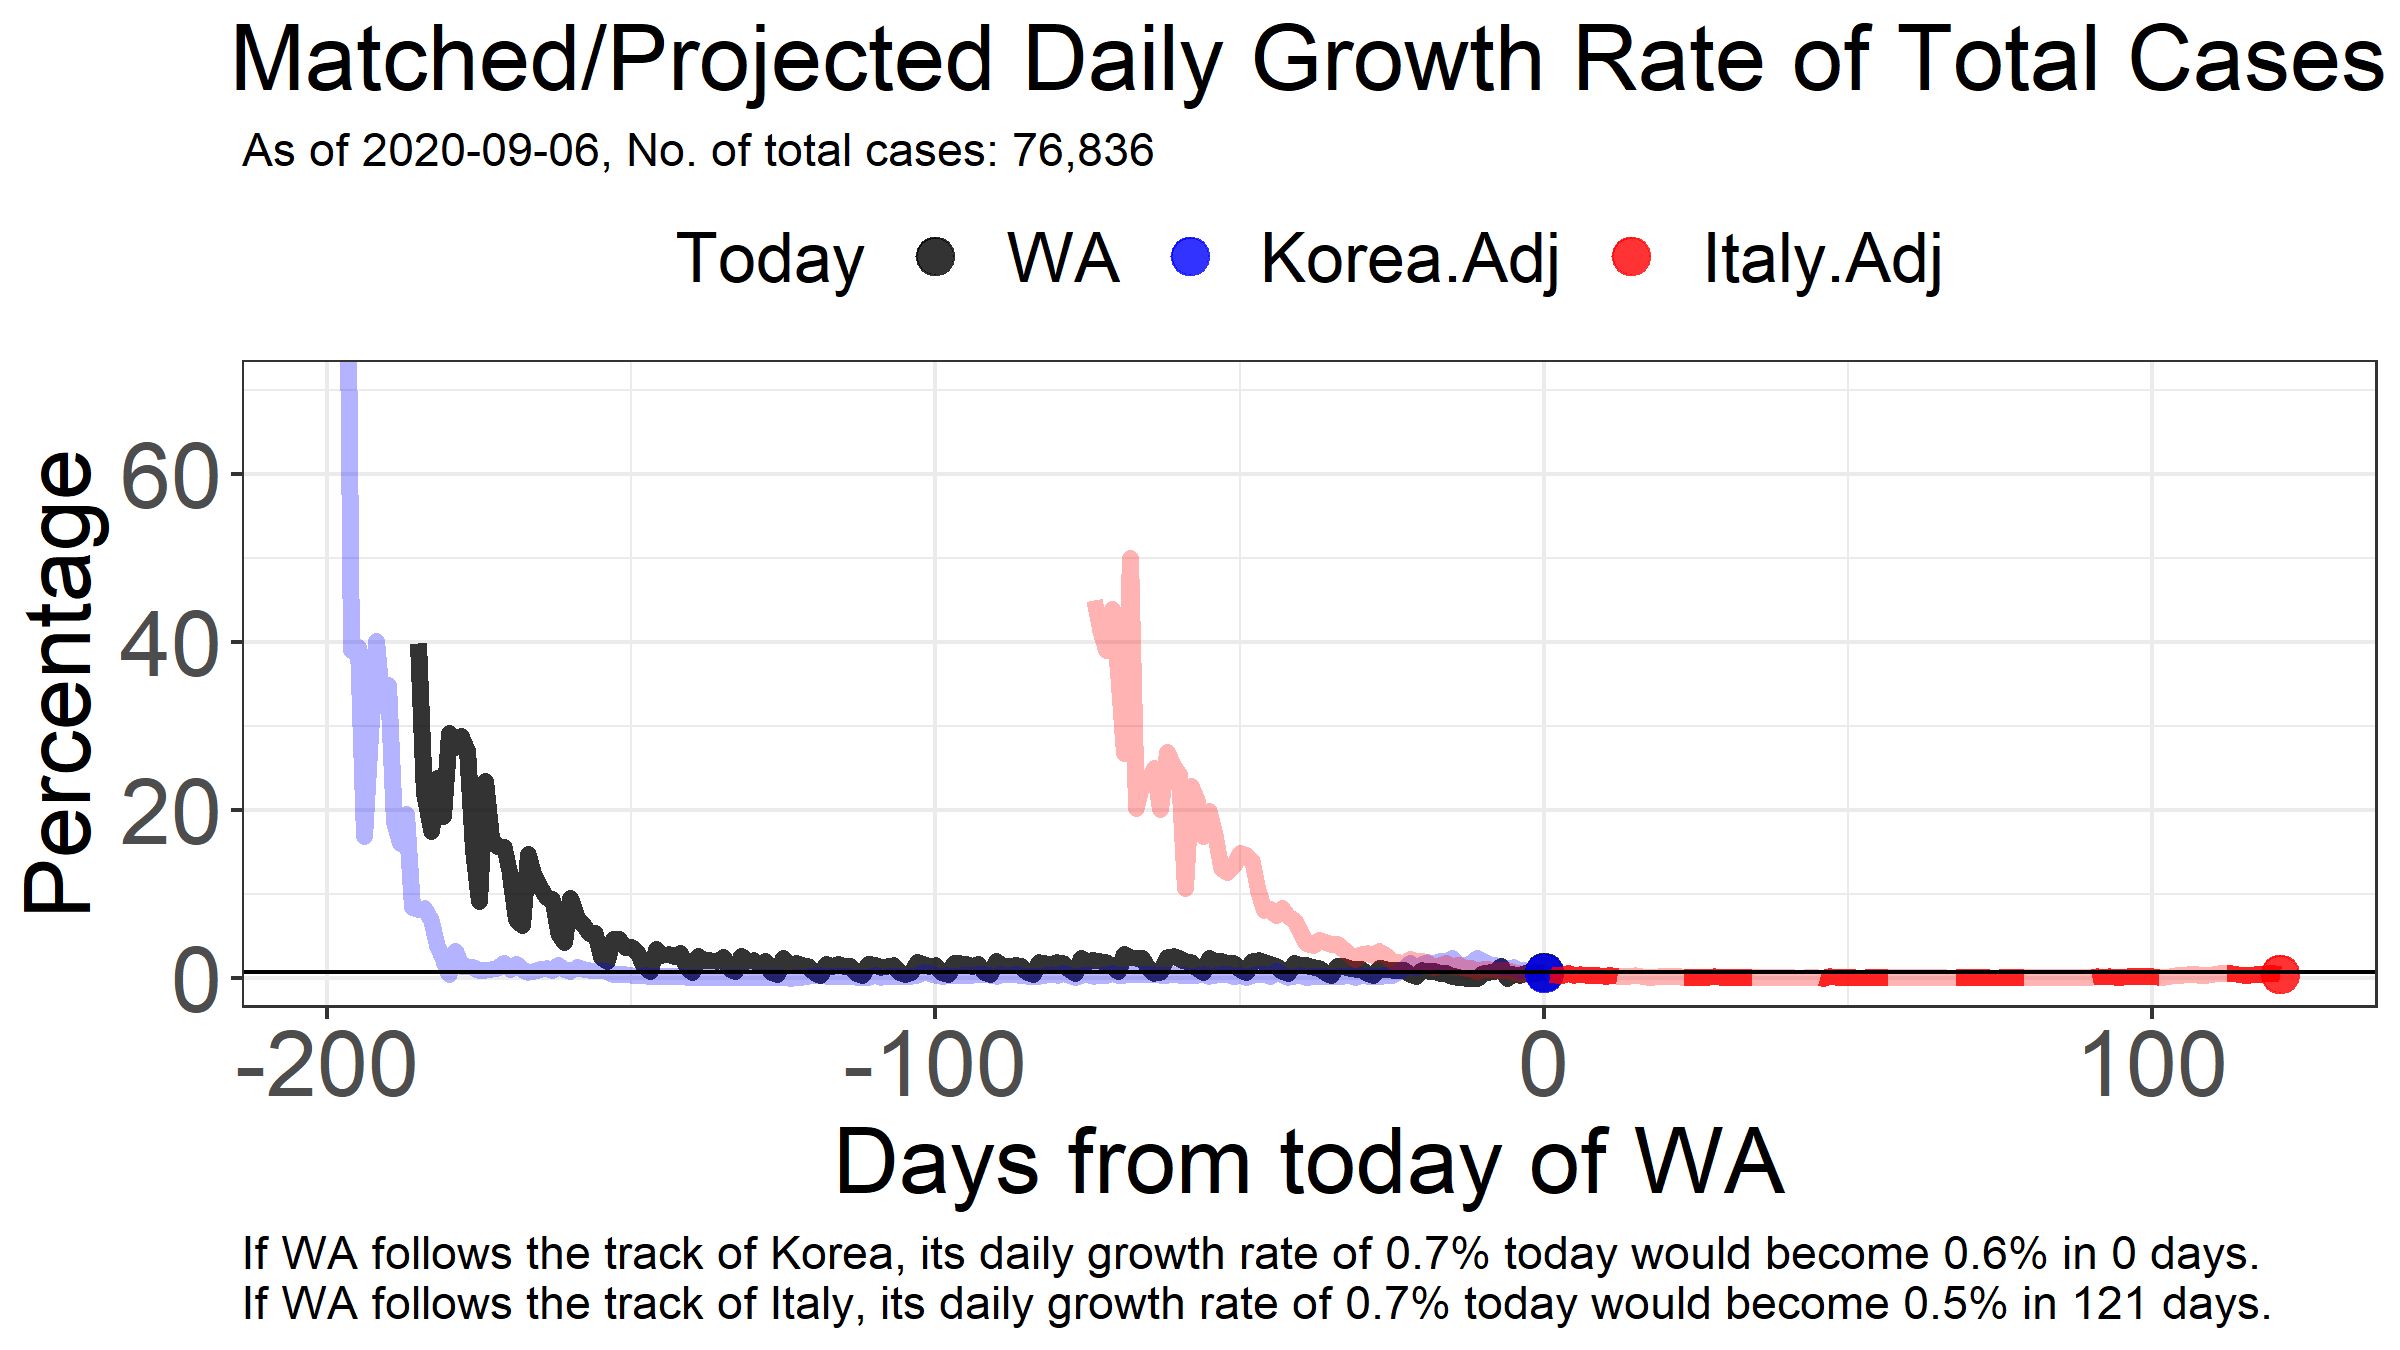 Matched/Projected Daily Growth Rate of Total Cases
As of 2020-09-06, No. of total cases: 76,836
Today WA Korea.Adj Italy.Adj
Percentage
60
40
20
0
-200 -100 0 100
Days from today of WA
If WA follows the track of Korea, its daily growth rate of 0.7% today would become 0.6% in 0 days.
If WA follows the track of Italy, its daily growth rate of 0.7% today would become 0.5% in 121 days.